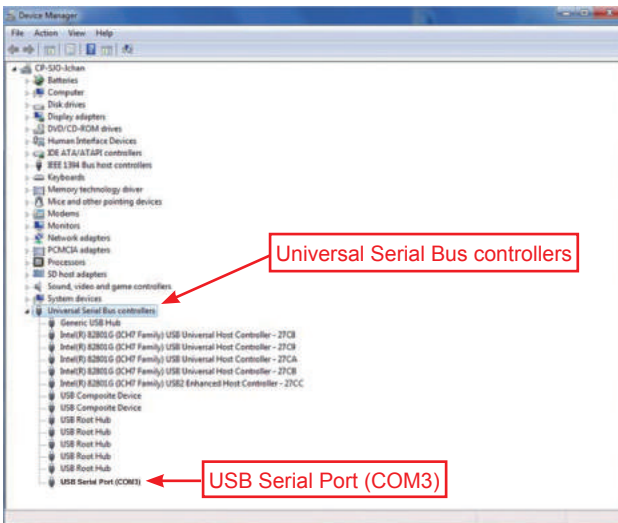 Device Manager
File Action View Help
CP-SJO-Jchan
Batteries
Computer
Disk drives
Display adapters
DVD/CD-ROM drives
Human Interface Devices
IDE ATA/ATAPI controllers
IEEE 1394 Bus host controllers
Keyboards
Memory technology driver
Mice and other pointing devices
Modems
Monitors
Network adapters
PCMCIA adapters
Processors
SD host adapters
Sound, video and game controllers
System devices
Universal Serial Bus controllers
Universal Serial Bus controllers
Generic USB Hub
Intel(R) 82801G (ICH7 Family) USB Universal Host Controller - 27C8
Intel(R) 82801G (ICH7 Family) USB Universal Host Controller - 27C9
Intel(R) 82801G (ICH7 Family) USB Universal Host Controller - 27CA
Intel(R) 82801G (ICH7 Family) USB Universal Host Controller - 27CB
Intel(R) 82801G (ICH7 Family) USB2 Enhanced Host Controller - 27CC
USB Composite Device
USB Composite Device
USB Root Hub
USB Root Hub
USB Root Hub
USB Root Hub
USB Root Hub
USB Serial Port (COM3)
USB Serial Port (COM3)